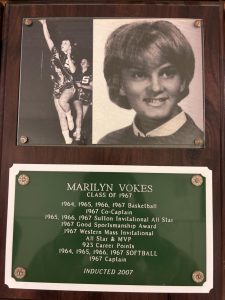 MARILYN VOKES
CLASS OF 1967
1964, 1965, 1966, 1967 Basketball
1967 Co-Captain
1965, 1966, 1967 Sutton Invitational All Star
1967 Good Sportsmanship Award
1967 Western Mass Invitational
All Star & MVP
923 Career Points
1964, 1965, 1966, 1967 SOFTBALL
1967 Captain
INDUCTED 2007